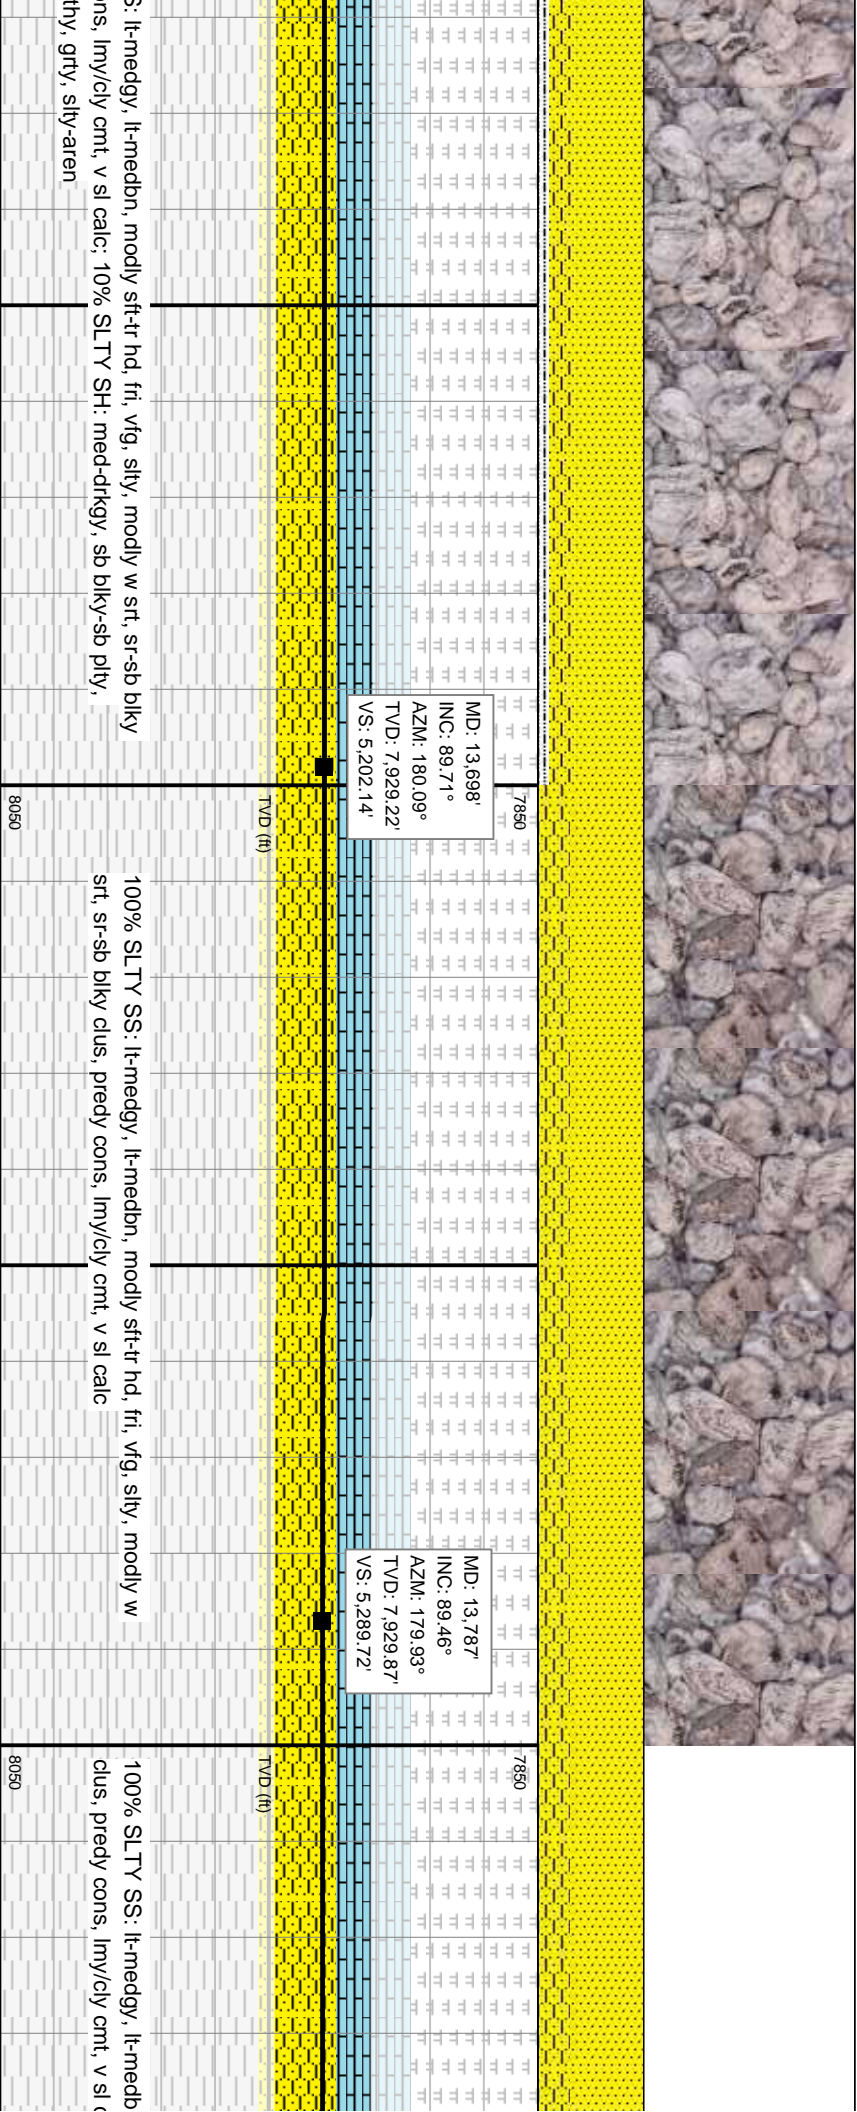 S: lt-medgy, lt-medbn, modly sft-tr hd, fri, vfg, slty, modly w srt, sr-sb blky
ns, lmy/cly cmt, v sl calc; 10% SLTY SH: med-drkgy, sb blky-sb plty,
thy, grty, slty-aren
MD: 13,698'
INC: 89.71°
AZM: 180.09°
TVD: 7,929.22'
VS: 5,202.14'
7850
TVD (ft)
8050
100% SLTY SS: lt-medgy, lt-medbn, modly sft-tr hd, fri, vfg, slty, modly w
srt, sr-sb blky clus, predy cons, lmy/cly cmt, v sl calc
MD: 13,787'
INC: 89.46°
AZM: 179.93°
TVD: 7,929.87'
VS: 5,289.72'
7850
TVD (ft)
8050
100% SLTY SS: lt-medgy, lt-medb
clus, predy cons, lmy/cly cmt, v sl c